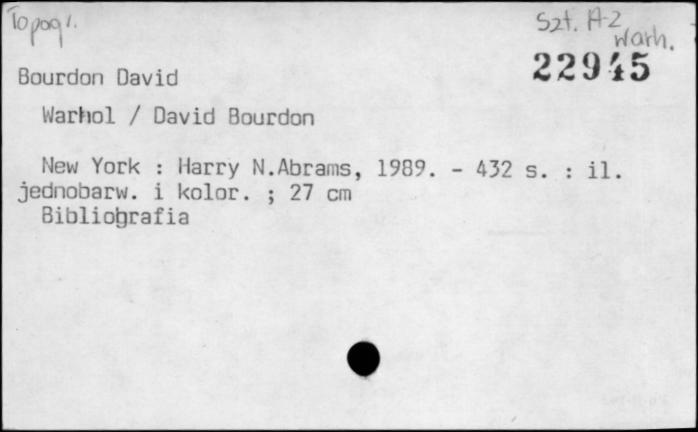 Topogr.
Szt. A-2
Warh.
22945
Bourdon David
Warhol / David Bourdon
New York : Harry N.Abrams, 1989. - 432 s. : il.
jednobarw. i kolor. ; 27 cm
Bibliografia